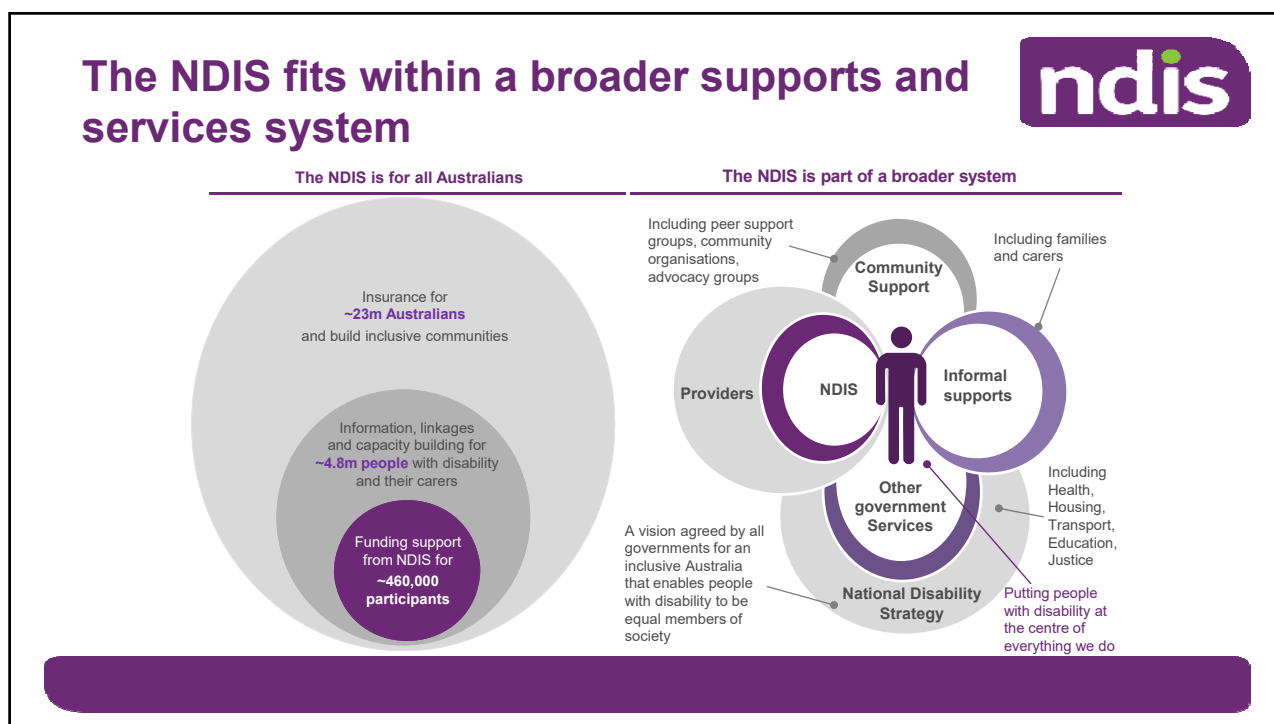 The NDIS fits within a broader supports and
services system
ndis
The NDIS is for all Australians
Insurance for
~23m Australians
and build inclusive communities
Information, linkages
and capacity building for
~4.8m people with disability
and their carers
Funding support
from NDIS for
~460,000
participants
The NDIS is part of a broader system
Including peer support
groups, community
organisations,
advocacy groups
Community
Support
Including families
and carers
Providers
NDIS
Informal
supports
Other
government
Services
Including
Health,
Housing,
Transport,
Education,
Justice
A vision agreed by all
governments for an
inclusive Australia
that enables people
with disability to be
equal members of
society
National Disability
Strategy
Putting people
with disability at
the centre of
everything we do